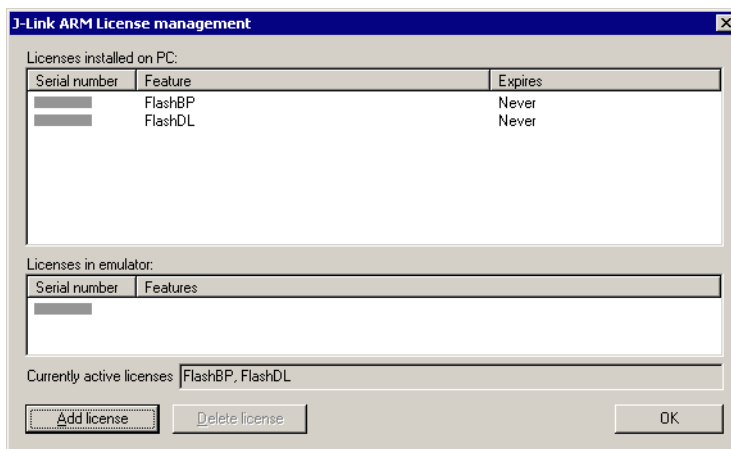 J-Link ARM License management
Licenses installed on PC:
Serial number Feature Expires
FlashBP Never
FlashDL Never
Licenses in emulator:
Serial number Features
Currently active licenses FlashBP, FlashDL
Add license Delete license OK